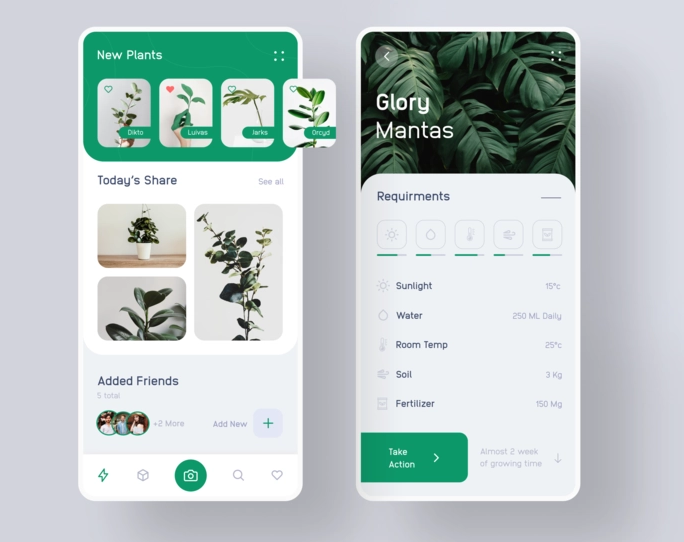 New Plants
Dikto
Luivas
larks
Orcyd
Today's Share
See all
Added Friends
5 total
+2 More
Add New
Glory
Mantas
Requirments
Sunlight
15°c
Water
250 ML Daily
Room Temp
25°c
Soil
3 Kg
Fertilizer
150 Mg
Take
Action
Almost 2 week
of growing time